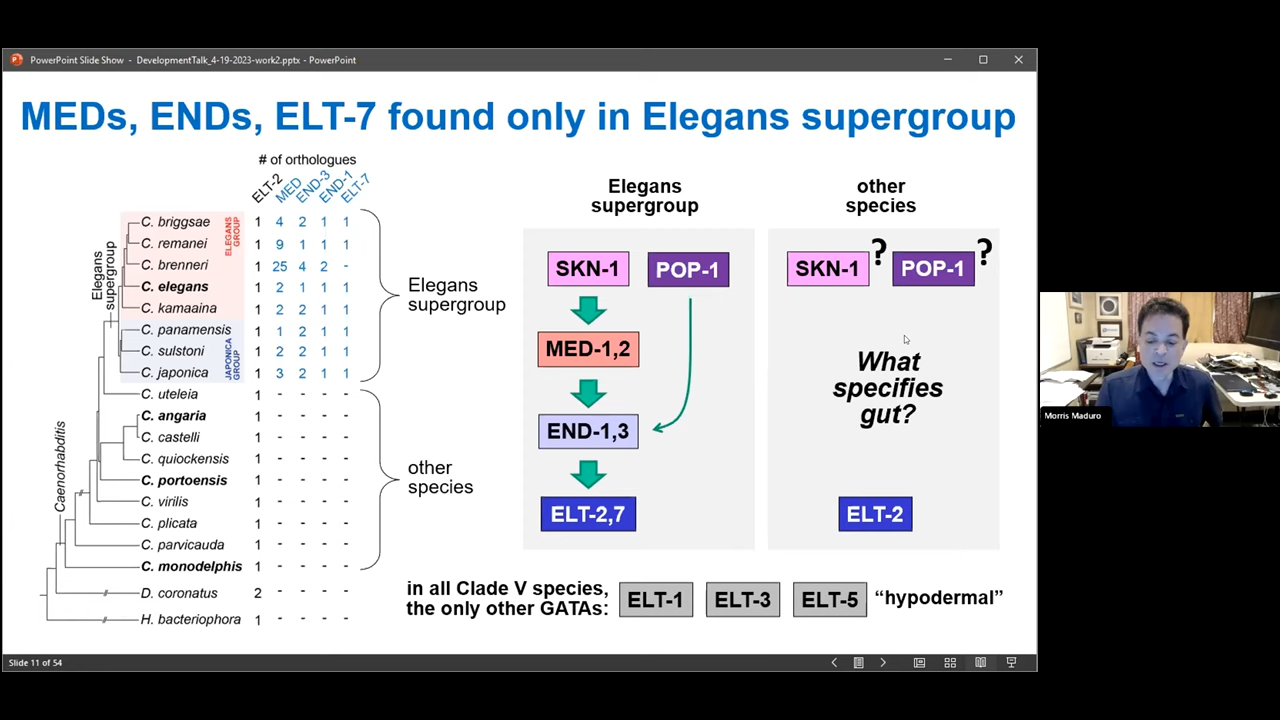 PowerPoint Slide Show - DevelopmentTalk_4-19-2023-work2.pptx - PowerPoint
MEDs, ENDs, ELT-7 found only in Elegans supergroup
# of orthologues
ELT-2 MED END-3 END-1 ELT-7
Elegans supergroup
ELEGANS GROUP
JAPONICA GROUP
Caenorhabditis
C. briggsae 1 4 2 1 1
C. remanei 1 9 1 1 1
C. brenneri 1 25 4 2 -
C. elegans 1 2 1 1 1
C. kamaaina 1 2 2 1 1
C. panamensis 1 1 2 1 1
C. sulstoni 1 2 2 1 1
C. japonica 1 3 2 1 1
C. uteleia 1 - - - -
C. angaria 1 - - - -
C. castelli 1 - - - -
C. quiockensis 1 - - - -
C. portoensis 1 - - - -
C. virilis 1 - - - -
C. plicata 1 - - - -
C. parvicauda 1 - - - -
C. monodelphis 1 - - - -
D. coronatus 2 - - - -
H. bacteriophora 1 - - - -
Elegans
supergroup
other
species
Elegans
supergroup
SKN-1 POP-1
MED-1,2
END-1,3
ELT-2,7
other
species
SKN-1 ? POP-1 ?
What
specifies
gut?
ELT-2
in all Clade V species,
the only other GATAs:
ELT-1 ELT-3 ELT-5 “hypodermal”
Slide 11 of 54
Morris Maduro